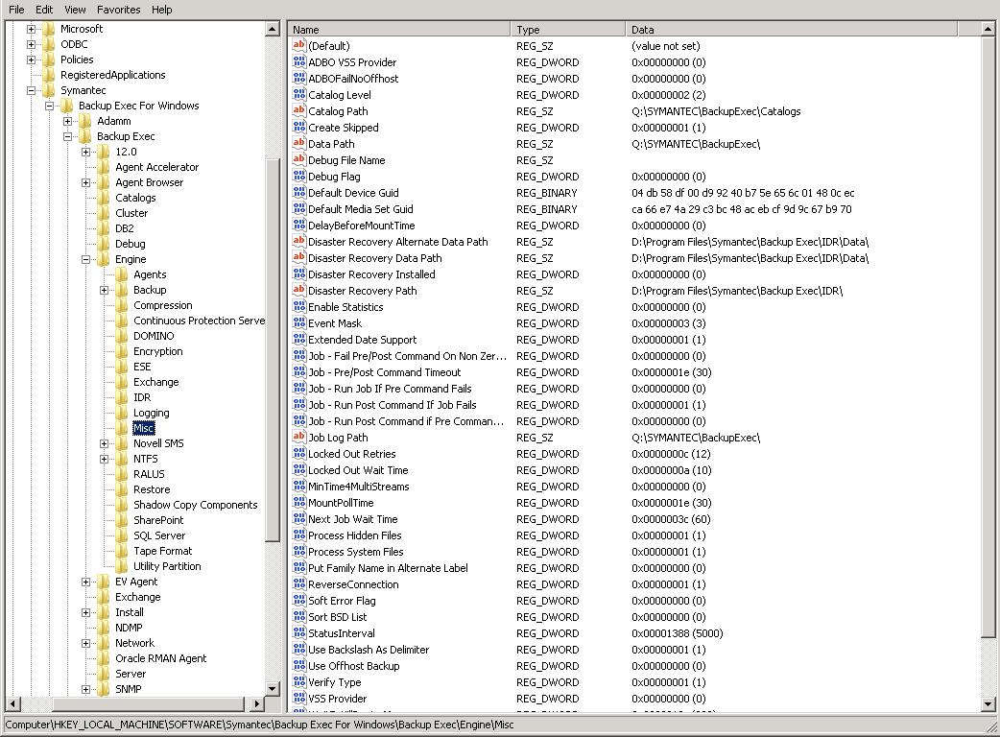 File Edit View Favorites Help
Microsoft
ODBC
Policies
RegisteredApplications
Symantec
Backup Exec For Windows
Adamm
Backup Exec
12.0
Agent Accelerator
Agent Browser
Catalogs
Cluster
DB2
Debug
Engine
Agents
Backup
Compression
Continuous Protection Serve
DOMINO
Encryption
ESE
Exchange
IDR
Logging
Misc
Novell SMS
NTFS
RALUS
Restore
Shadow Copy Components
SharePoint
SQL Server
Tape Format
Utility Partition
EV Agent
Exchange
Install
NDMP
Network
Oracle RMAN Agent
Server
SNMP
Name Type Data
(Default) REG_SZ (value not set)
ADBO VSS Provider REG_DWORD 0x00000000 (0)
ADBOFailNoOffhost REG_DWORD 0x00000000 (0)
Catalog Level REG_DWORD 0x00000002 (2)
Catalog Path REG_SZ Q:\SYMANTEC\BackupExec\Catalogs
Create Skipped REG_DWORD 0x00000001 (1)
Data Path REG_SZ Q:\SYMANTEC\BackupExec\
Debug File Name REG_SZ
Debug Flag REG_DWORD 0x00000000 (0)
Default Device Guid REG_BINARY 04 db 58 df 00 d9 92 40 b7 5e 65 6c 01 48 0c ec
Default Media Set Guid REG_BINARY ca 66 e7 4a 29 c3 bc 48 ac eb cf 9d 9c 67 b9 70
DelayBeforeMountTime REG_DWORD 0x00000000 (0)
Disaster Recovery Alternate Data Path REG_SZ D:\Program Files\Symantec\Backup Exec\IDR\Data\
Disaster Recovery Data Path REG_SZ D:\Program Files\Symantec\Backup Exec\IDR\Data\
Disaster Recovery Installed REG_DWORD 0x00000000 (0)
Disaster Recovery Path REG_SZ D:\Program Files\Symantec\Backup Exec\IDR\
Enable Statistics REG_DWORD 0x00000000 (0)
Event Mask REG_DWORD 0x00000003 (3)
Extended Date Support REG_DWORD 0x00000001 (1)
Job - Fail Pre/Post Command On Non Zer... REG_DWORD 0x00000000 (0)
Job - Pre/Post Command Timeout REG_DWORD 0x0000001e (30)
Job - Run Job If Pre Command Fails REG_DWORD 0x00000000 (0)
Job - Run Post Command If Job Fails REG_DWORD 0x00000001 (1)
Job - Run Post Command if Pre Comman... REG_DWORD 0x00000000 (0)
Job Log Path REG_SZ Q:\SYMANTEC\BackupExec\
Locked Out Retries REG_DWORD 0x0000000c (12)
Locked Out Wait Time REG_DWORD 0x0000000a (10)
MinTime4MultiStreams REG_DWORD 0x00000000 (0)
MountPollTime REG_DWORD 0x0000001e (30)
Next Job Wait Time REG_DWORD 0x0000003c (60)
Process Hidden Files REG_DWORD 0x00000001 (1)
Process System Files REG_DWORD 0x00000001 (1)
Put Family Name in Alternate Label REG_DWORD 0x00000000 (0)
ReverseConnection REG_DWORD 0x00000001 (1)
Soft Error Flag REG_DWORD 0x00000000 (0)
Sort BSD List REG_DWORD 0x00000000 (0)
StatusInterval REG_DWORD 0x00001388 (5000)
Use Backslash As Delimiter REG_DWORD 0x00000001 (1)
Use Offhost Backup REG_DWORD 0x00000000 (0)
Verify Type REG_DWORD 0x00000001 (1)
VSS Provider REG_DWORD 0x00000000 (0)
Computer\HKEY_LOCAL_MACHINE\SOFTWARE\Symantec\Backup Exec For Windows\Backup Exec\Engine\Misc